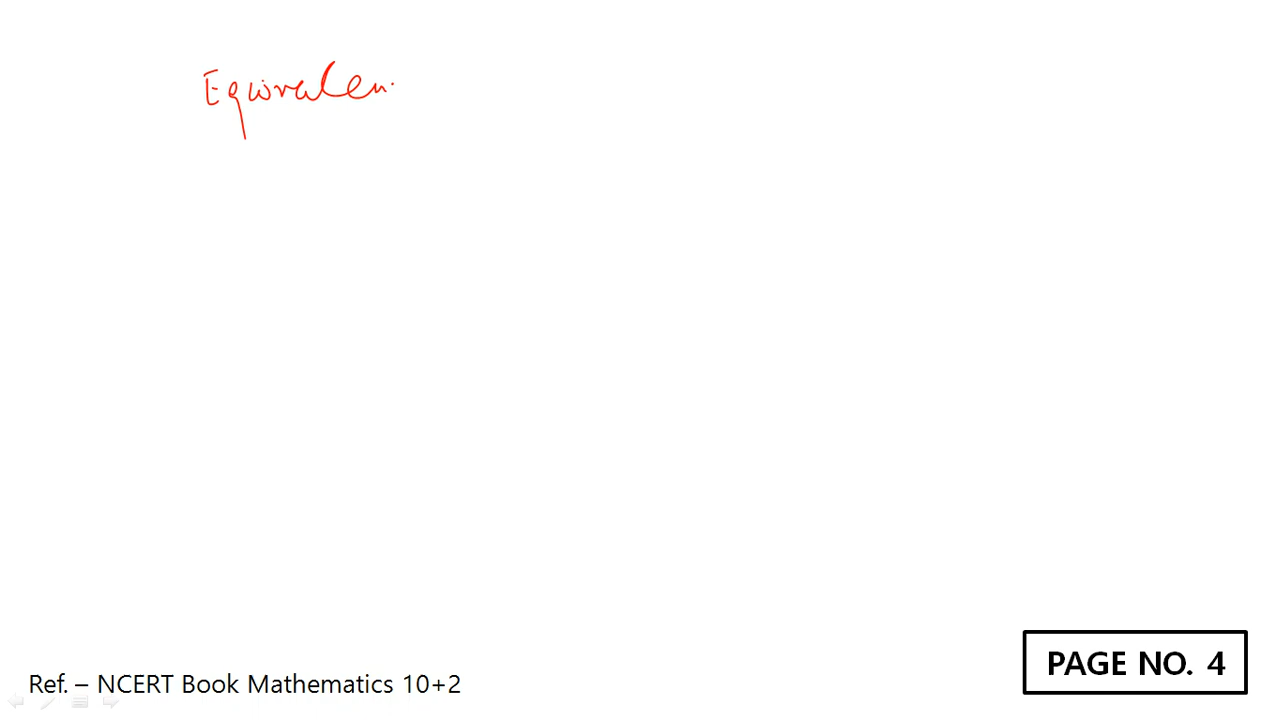 Equivalen
Ref. – NCERT Book Mathematics 10+2
PAGE NO. 4